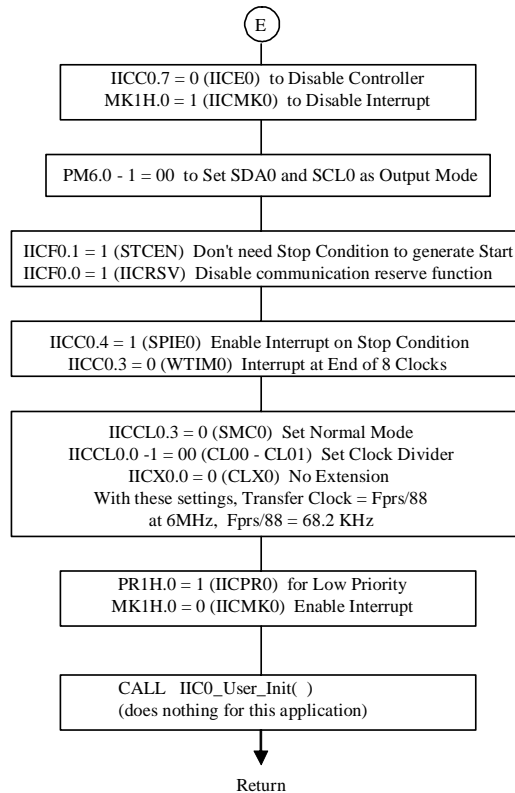 E
IICC0.7 = 0 (IICE0) to Disable Controller
MK1H.0 = 1 (IICMK0) to Disable Interrupt
PM6.0 - 1 = 00 to Set SDA0 and SCL0 as Output Mode
IICF0.1 = 1 (STCEN) Don't need Stop Condition to generate Start
IICF0.0 = 1 (IICRSV) Disable communication reserve function
IICC0.4 = 1 (SPIE0) Enable Interrupt on Stop Condition
IICC0.3 = 0 (WTIM0) Interrupt at End of 8 Clocks
IICCL0.3 = 0 (SMC0) Set Normal Mode
IICCL0.0 -1 = 00 (CL00 - CL01) Set Clock Divider
IICX0.0 = 0 (CLX0) No Extension
With these settings, Transfer Clock = Fprs/88
at 6MHz, Fprs/88 = 68.2 KHz
PR1H.0 = 1 (IICPR0) for Low Priority
MK1H.0 = 0 (IICMK0) Enable Interrupt
CALL IIC0_User_Init( )
(does nothing for this application)
Return